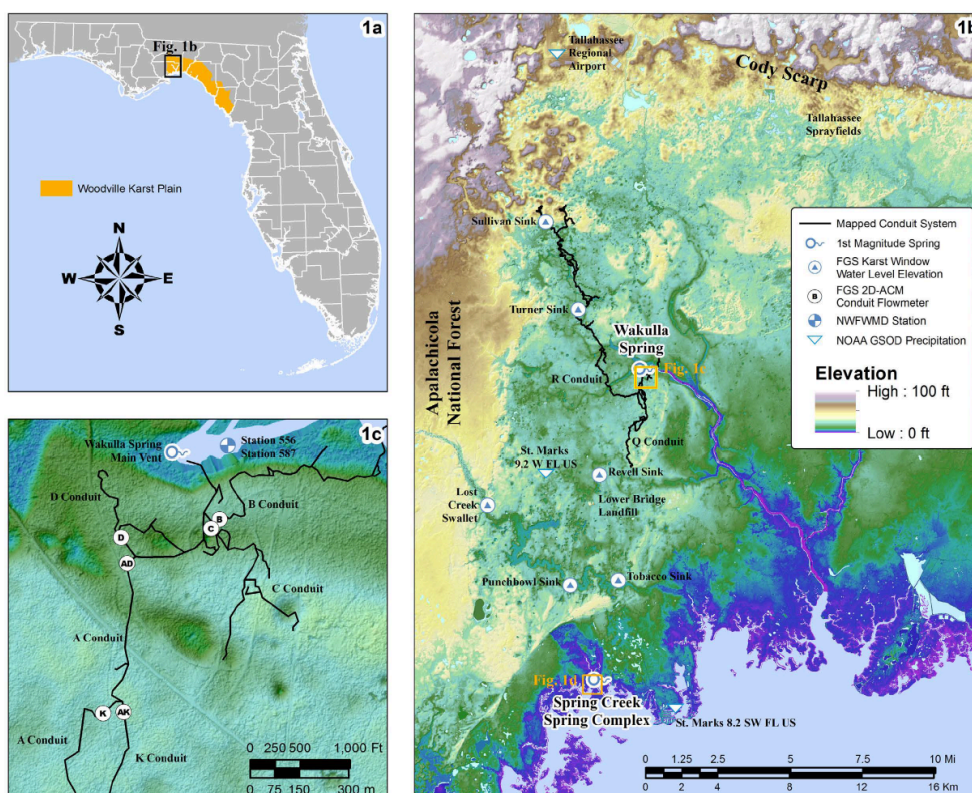 1a
Fig. 1b
Woodville Karst Plain
N
W
E
S
1b
Tallahassee
Regional
Airport
Cody Scarp
Tallahassee
Sprayfields
Mapped Conduit System
1st Magnitude Spring
FGS Karst Window
Water Level Elevation
B
FGS 2D-ACM
Conduit Flowmeter
NWFWMD Station
NOAA GSOD Precipitation
Elevation
High : 100 ft
Low : 0 ft
Sullivan Sink
Turner Sink
Apalachicola
National Forest
Wakulla
Spring
Fig. 1c
R Conduit
Q Conduit
St. Marks
9.2 W FL US
Revell Sink
Lost
Creek
Swallet
Lower Bridge
Landfill
Punchbowl Sink
Tobacco Sink
Fig. 1d
Spring Creek
Spring Complex
St. Marks 8.2 SW FL US
0 1.25 2.5 5 7.5 10 Mi
0 2 4 8 12 16 Km
1c
Wakulla Spring
Main Vent
Station 556
Station 587
D Conduit
B Conduit
B
C
D
AD
C Conduit
A Conduit
K
AK
A Conduit
K Conduit
0 250 500 1,000 Ft
0 75 150 300 m